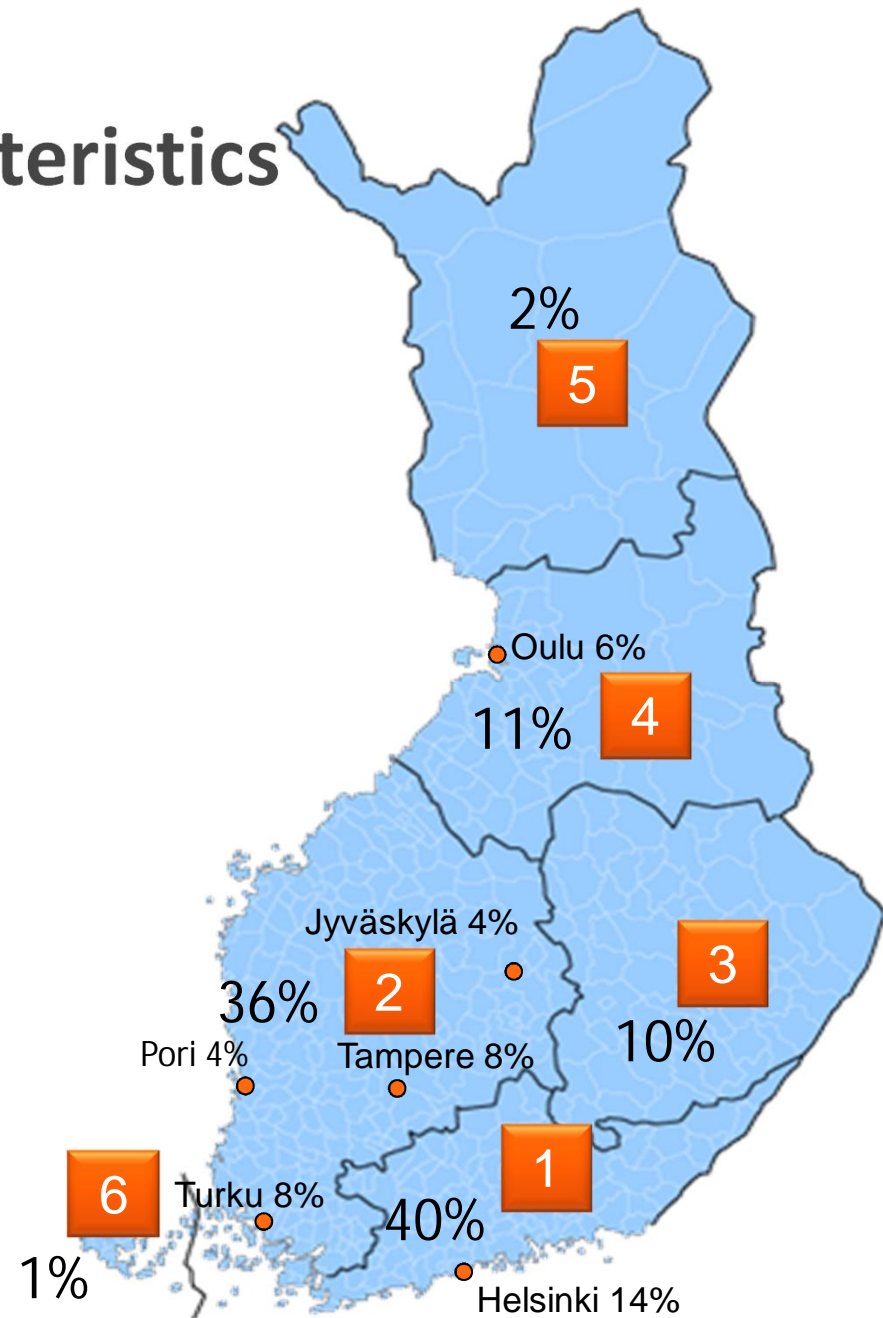 teristics
2%
5
Oulu 6%
4
11%
Jyväskylä 4%
3
2
36%
10%
Pori 4%
Tampere 8%
1
6
Turku 8%
40%
1%
Helsinki 14%